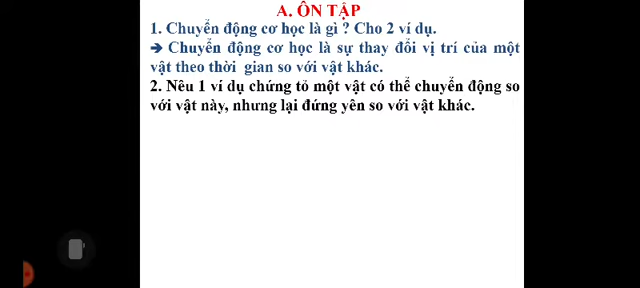 A. ÔN TẬP
1. Chuyển động cơ học là gì ? Cho 2 ví dụ.
➔ Chuyển động cơ học là sự thay đổi vị trí của một
vật theo thời gian so với vật khác.
2. Nêu 1 ví dụ chứng tỏ một vật có thể chuyển động so
với vật này, nhưng lại đứng yên so với vật khác.